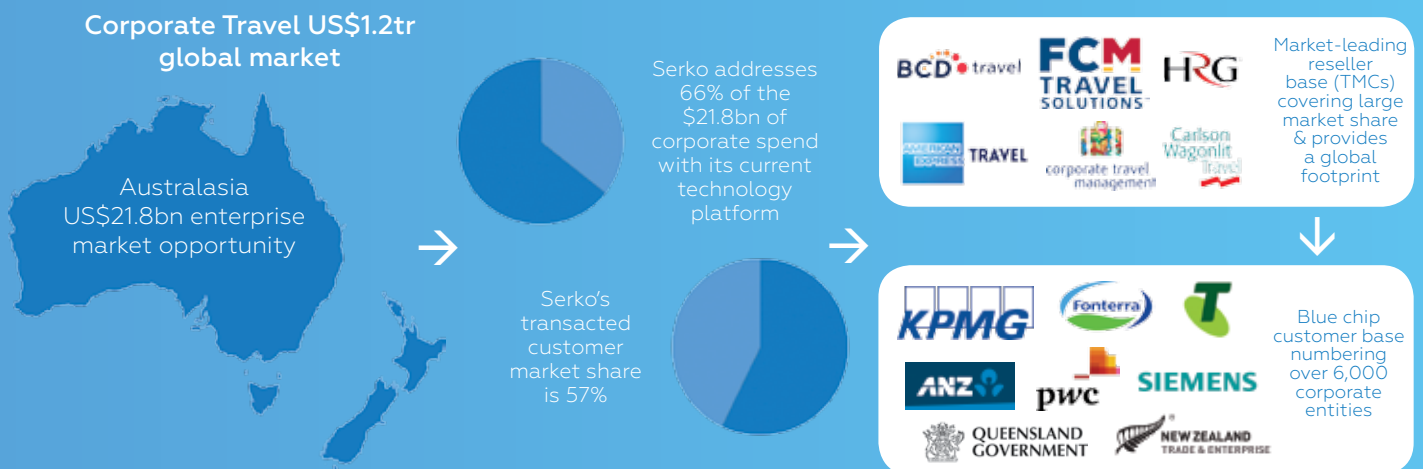 Corporate Travel US$1.2tr
global market
Australasia
US$21.8bn enterprise
market opportunity
Serko addresses
66% of the
$21.8bn of
corporate spend
with its current
technology
platform
Serko's
transacted
customer
market share
is 57%
BCD travel
FCM
TRAVEL
SOLUTIONS
HRG
AMERICAN
EXPRESS
TRAVEL
corporate travel
management
Carlson
Wagonlit
Travel
Market-leading
reseller
base (TMCs)
covering large
market share
& provides
a global
footprint
KPMG
Fonterra
T
ANZ
pwc
SIEMENS
QUEENSLAND
GOVERNMENT
NEW ZEALAND
TRADE & ENTERPRISE
Blue chip
customer base
numbering
over 6,000
corporate
entities